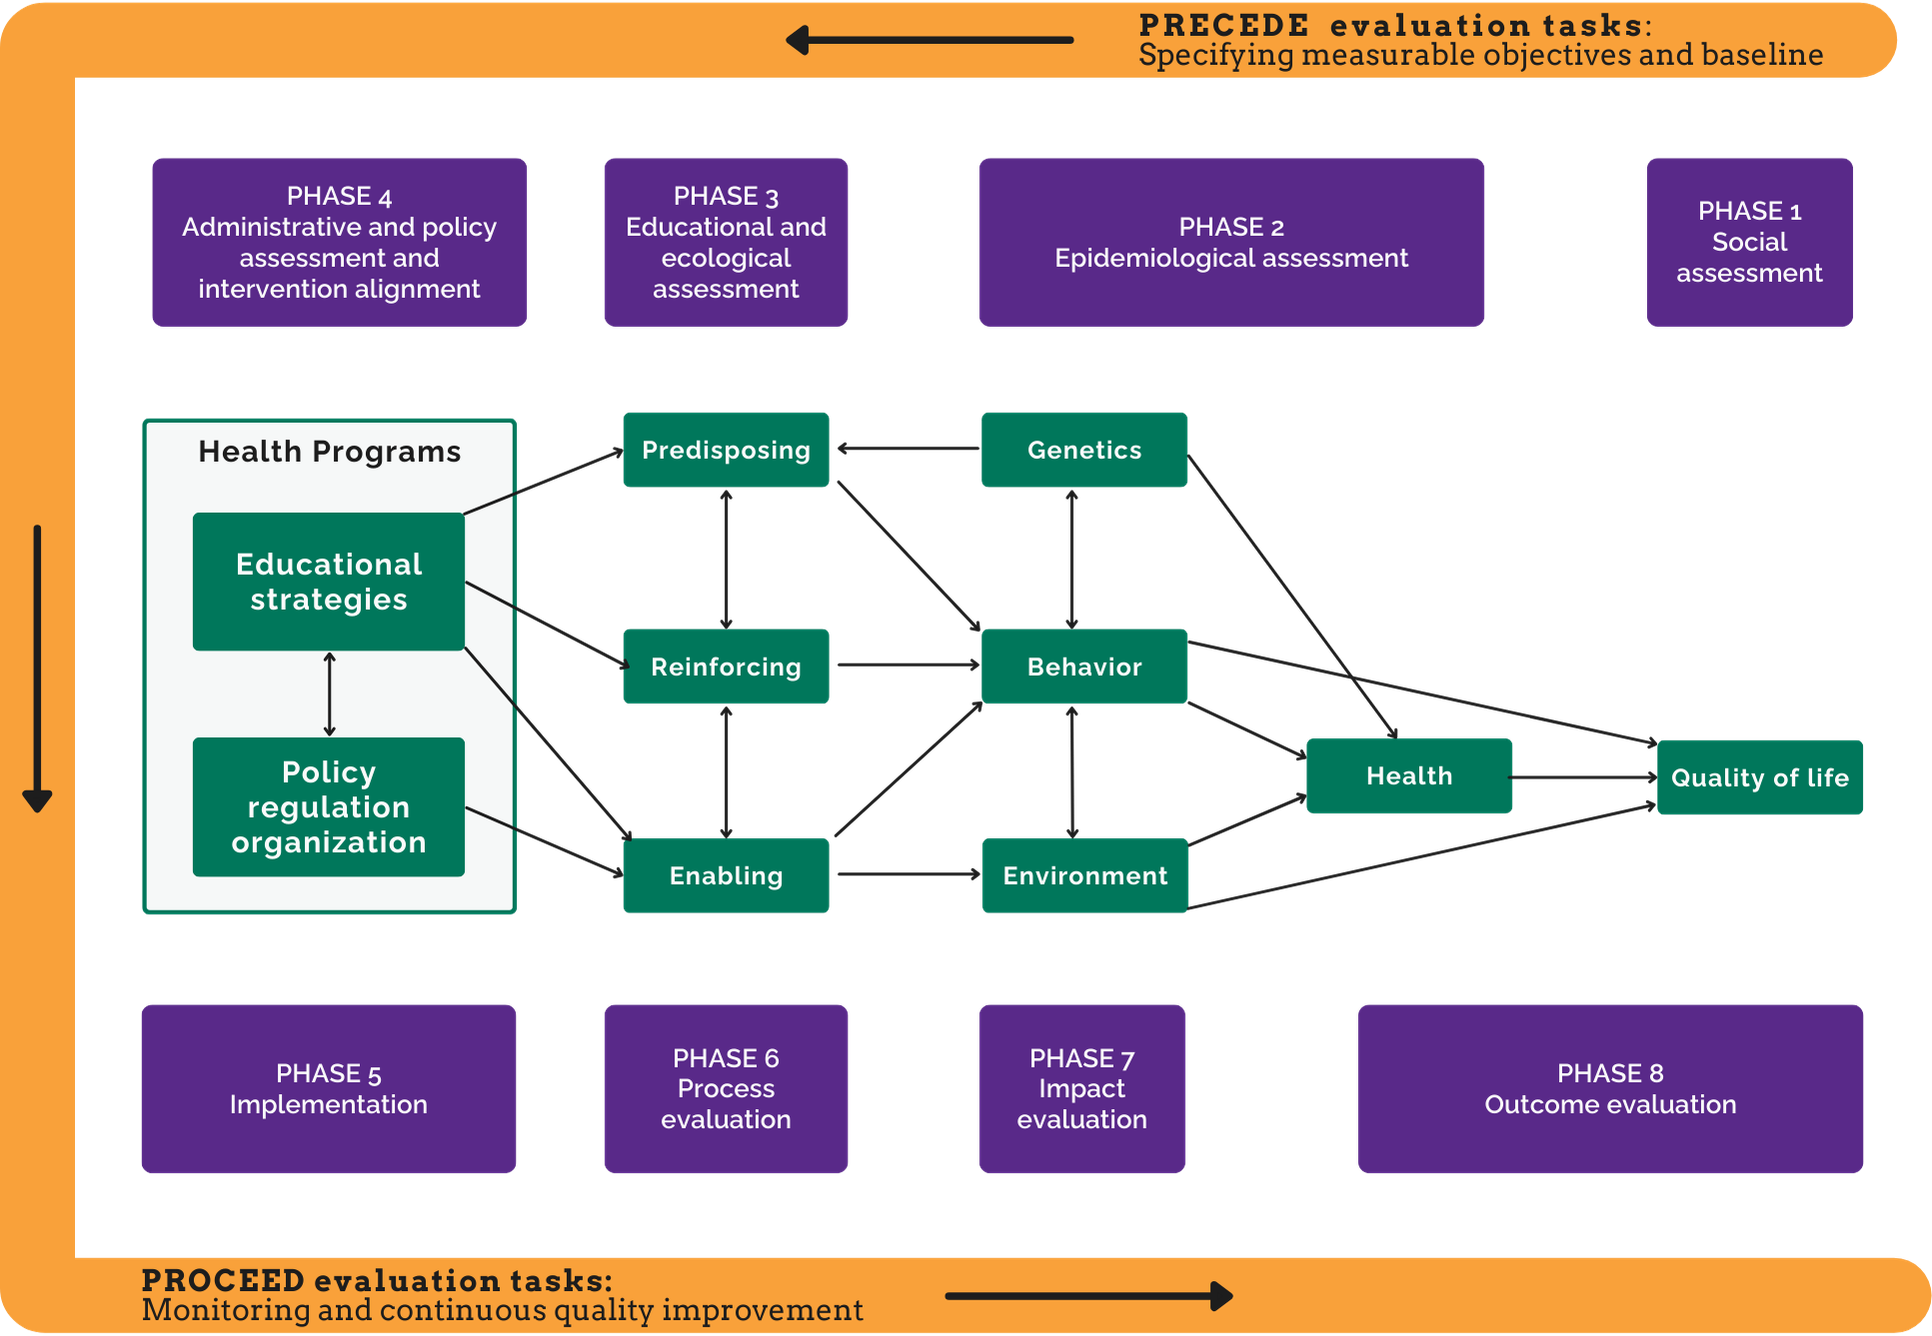 PRECEDE evaluation tasks:
Specifying measurable objectives and baseline
PHASE 4
Administrative and policy
assessment and
intervention alignment
PHASE 3
Educational and
ecological
assessment
PHASE 2
Epidemiological assessment
PHASE 1
Social
assessment
Health Programs
Educational
strategies
Policy
regulation
organization
Predisposing
Reinforcing
Enabling
Genetics
Behavior
Environment
Health
Quality of life
PHASE 5
Implementation
PHASE 6
Process
evaluation
PHASE 7
Impact
evaluation
PHASE 8
Outcome evaluation
PROCEED evaluation tasks:
Monitoring and continuous quality improvement